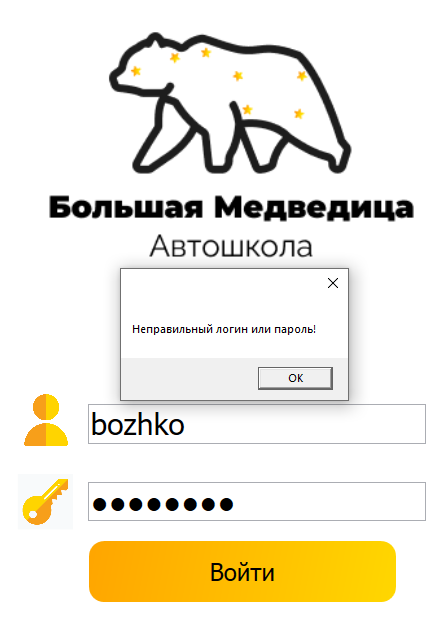 Большая Медведица
Автошкола
Неправильный логин или пароль!
ОК
bozhko
●●●●●●●●
Войти